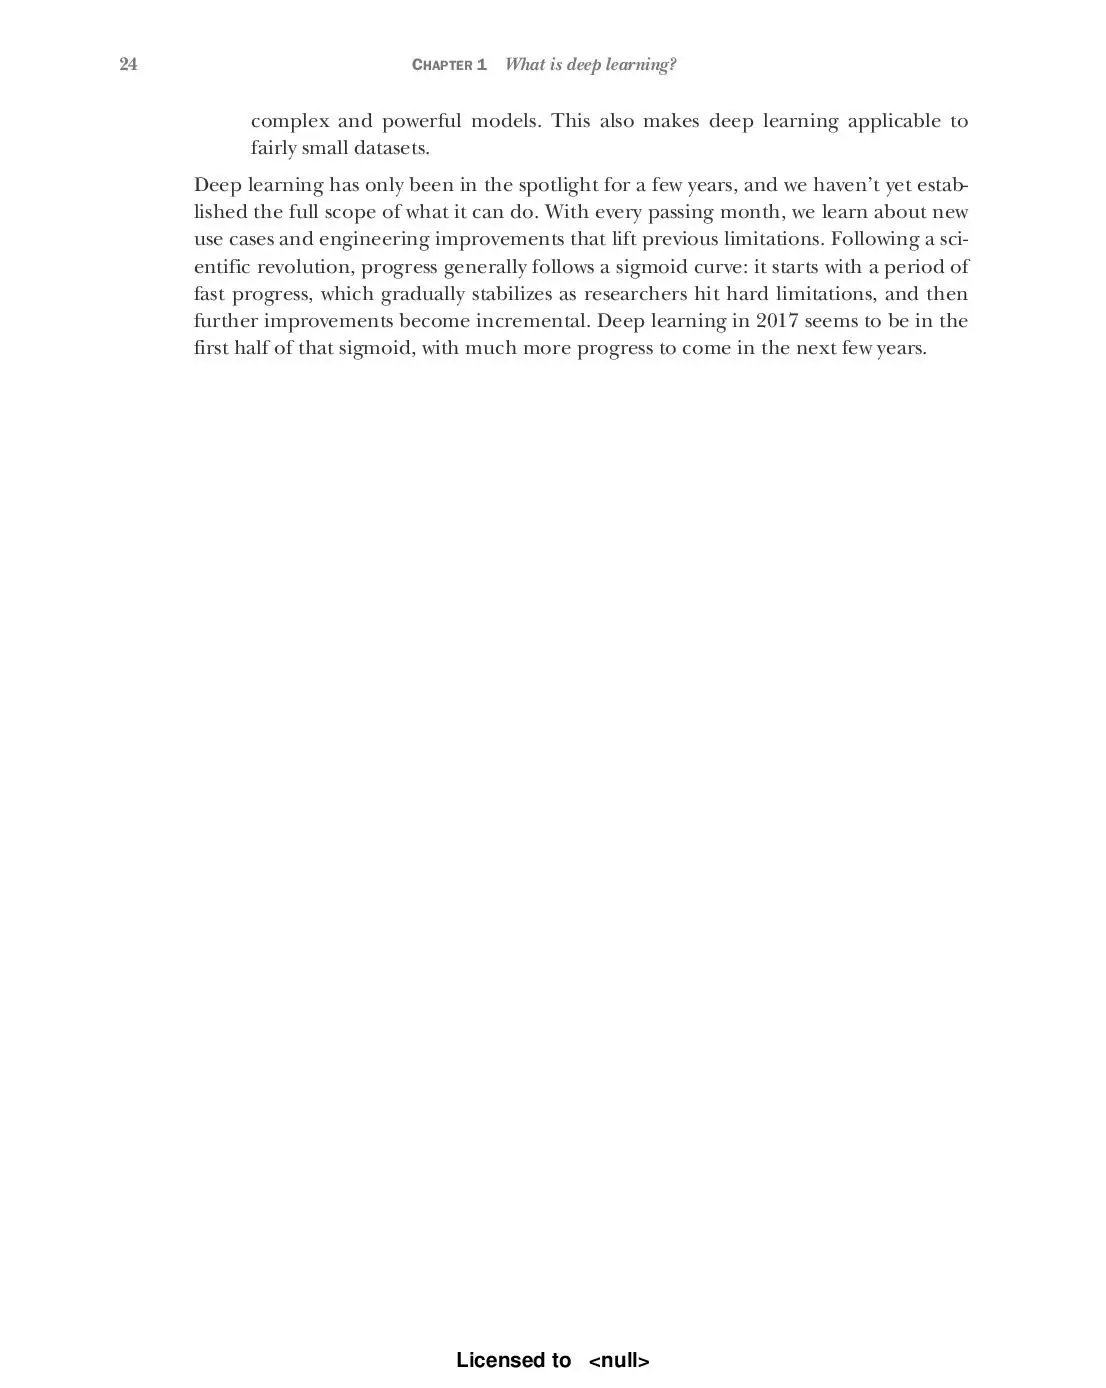 24
CHAPTER 1 What is deep learning?
complex and powerful models. This also makes deep learning applicable to
fairly small datasets.
Deep learning has only been in the spotlight for a few years, and we haven’t yet estab-
lished the full scope of what it can do. With every passing month, we learn about new
use cases and engineering improvements that lift previous limitations. Following a sci-
entific revolution, progress generally follows a sigmoid curve: it starts with a period of
fast progress, which gradually stabilizes as researchers hit hard limitations, and then
further improvements become incremental. Deep learning in 2017 seems to be in the
first half of that sigmoid, with much more progress to come in the next few years.
Licensed to <null>